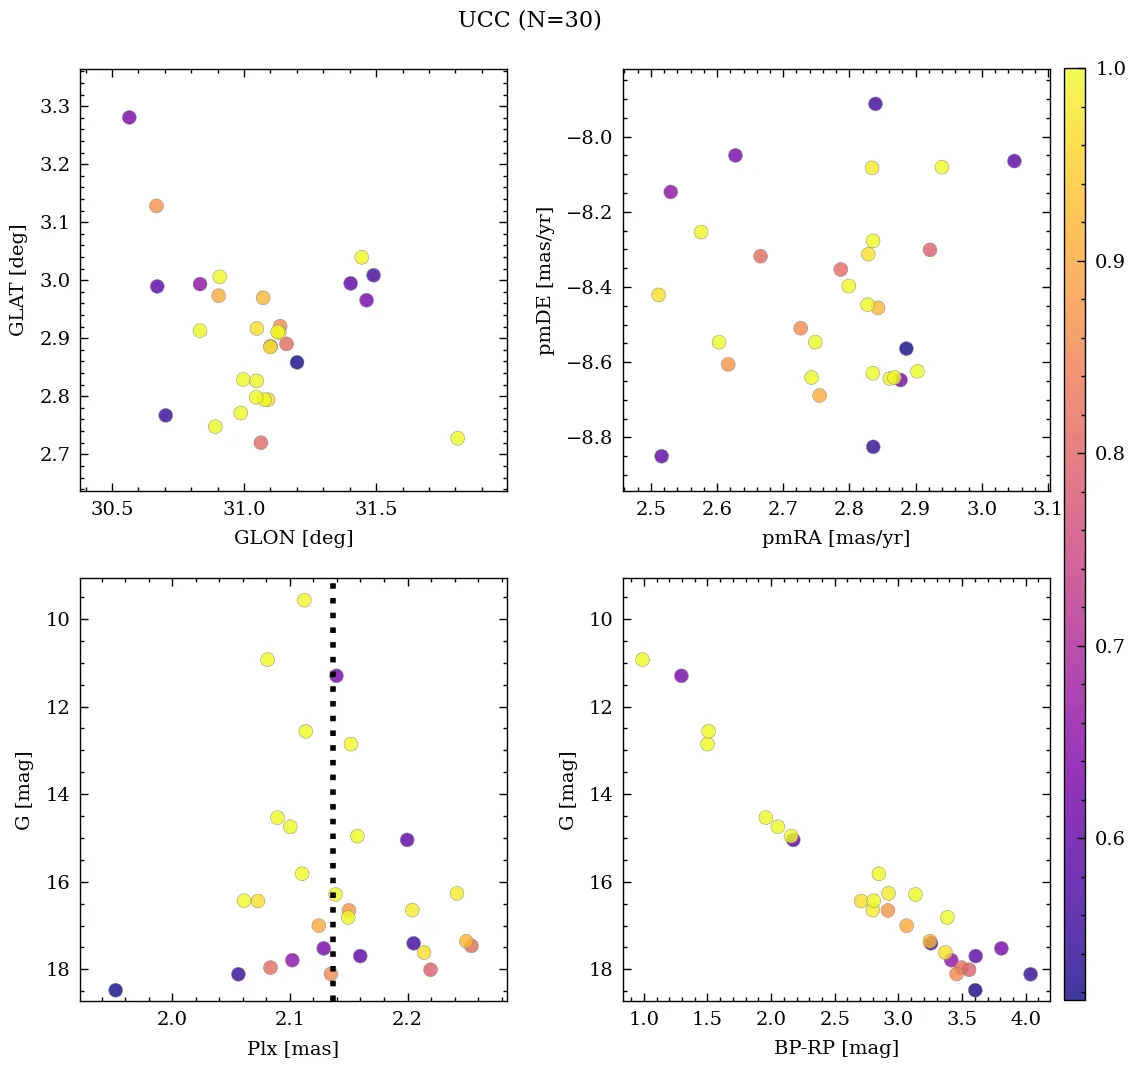 UCC (N=30)
3.3
3.2
3.1
3.0
2.9
2.8
2.7
GLAT [deg]
30.5 31.0 31.5
GLON [deg]
−8.0
−8.2
−8.4
−8.6
−8.8
pmDE [mas/yr]
2.5 2.6 2.7 2.8 2.9 3.0 3.1
pmRA [mas/yr]
1.0
0.9
0.8
0.7
0.6
10
12
14
16
18
G [mag]
2.0 2.1 2.2
Plx [mas]
10
12
14
16
18
G [mag]
1.0 1.5 2.0 2.5 3.0 3.5 4.0
BP-RP [mag]